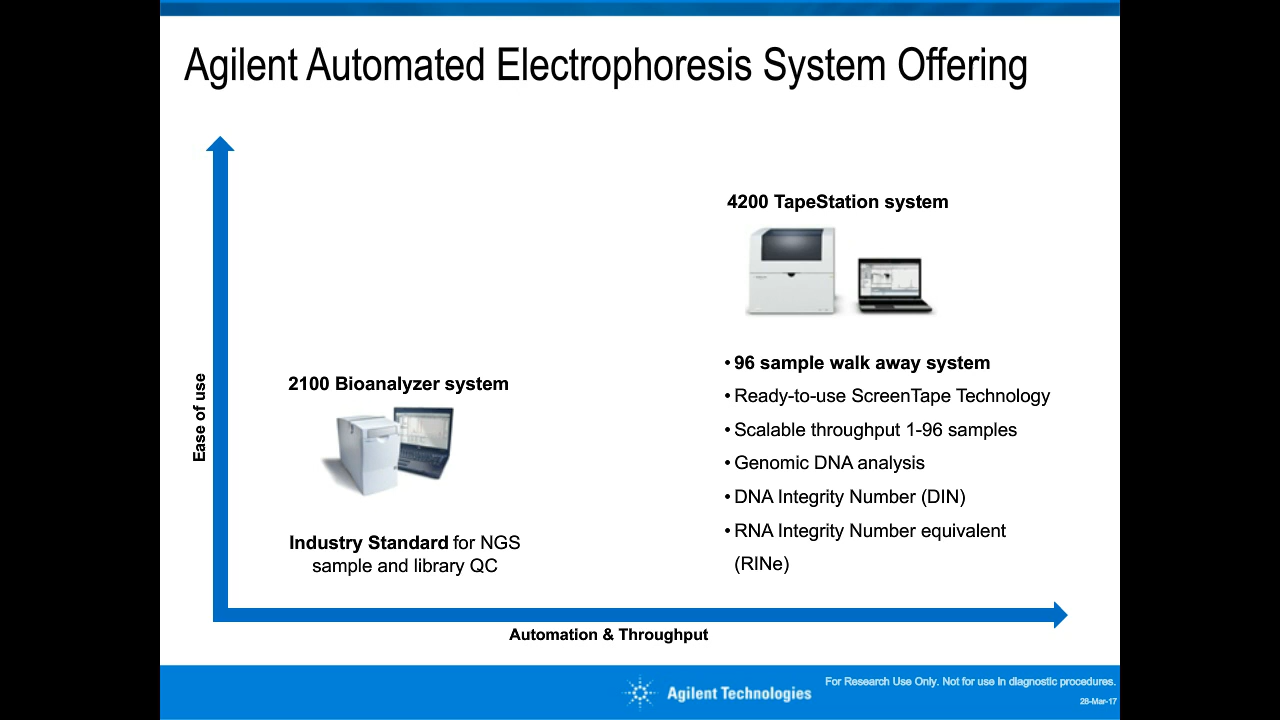 Agilent Automated Electrophoresis System Offering
4200 TapeStation system
• 96 sample walk away system
• Ready-to-use ScreenTape Technology
• Scalable throughput 1-96 samples
• Genomic DNA analysis
• DNA Integrity Number (DIN)
• RNA Integrity Number equivalent
(RINe)
2100 Bioanalyzer system
Industry Standard for NGS
sample and library QC
Ease of use
Automation & Throughput
Agilent Technologies
For Research Use Only. Not for use in diagnostic procedures.
28-Mar-17